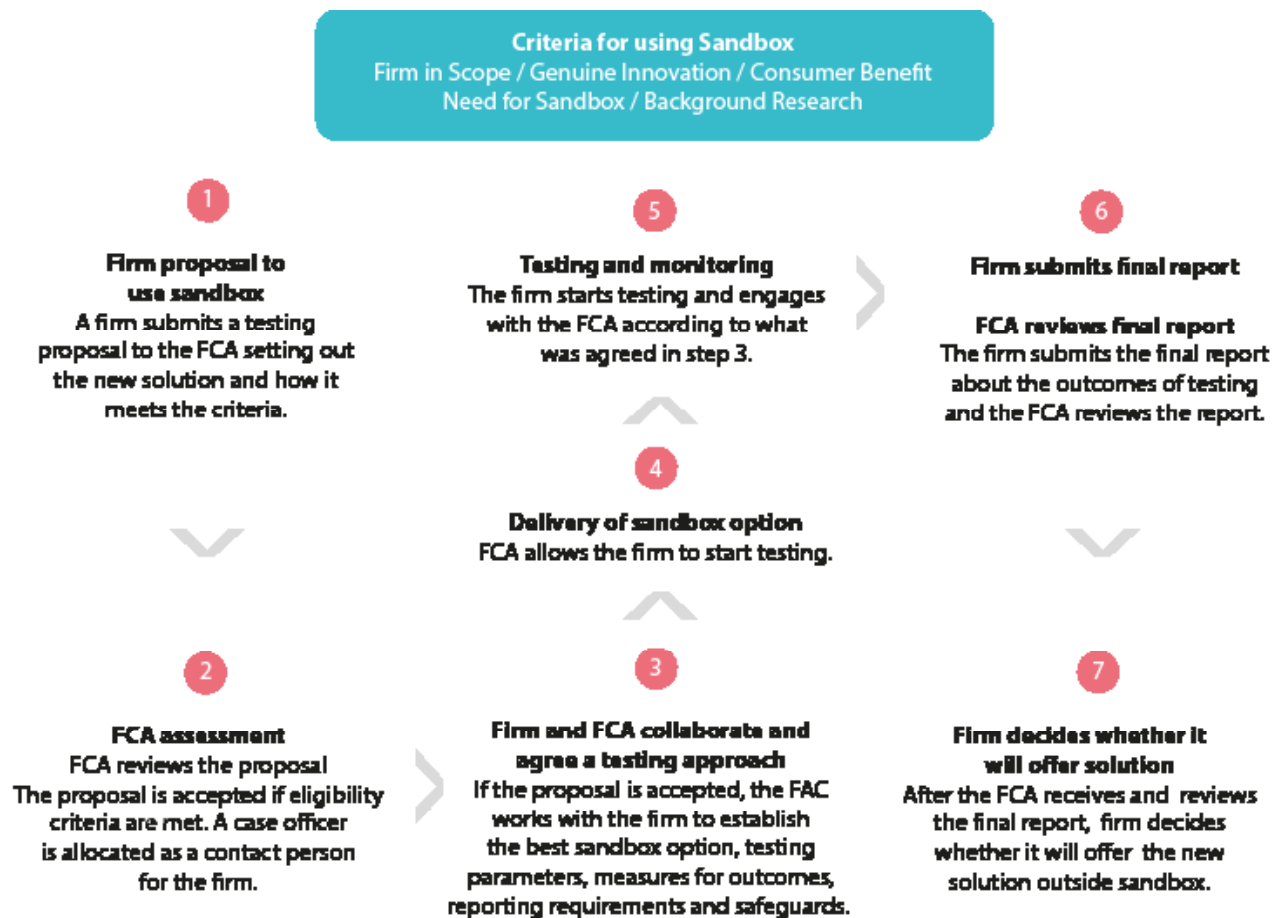 Criteria for using Sandbox
Firm in Scope / Genuine Innovation / Consumer Benefit
Need for Sandbox / Background Research
1
Firm proposal to
use sandbox
A firm submits a testing
proposal to the FCA setting out
the new solution and how it
meets the criteria.
2
FCA assessment
FCA reviews the proposal
The proposal is accepted if eligibility
criteria are met. A case officer
is allocated as a contact person
for the firm.
3
Firm and FCA collaborate and
agree a testing approach
If the proposal is accepted, the FAC
works with the firm to establish
the best sandbox option, testing
parameters, measures for outcomes,
reporting requirements and safeguards.
4
Delivery of sandbox option
FCA allows the firm to start testing.
5
Testing and monitoring
The firm starts testing and engages
with the FCA according to what
was agreed in step 3.
6
Firm submits final report
FCA reviews final report
The firm submits the final report
about the outcomes of testing
and the FCA reviews the report.
7
Firm decides whether it
will offer solution
After the FCA receives and reviews
the final report, firm decides
whether it will offer the new
solution outside sandbox.